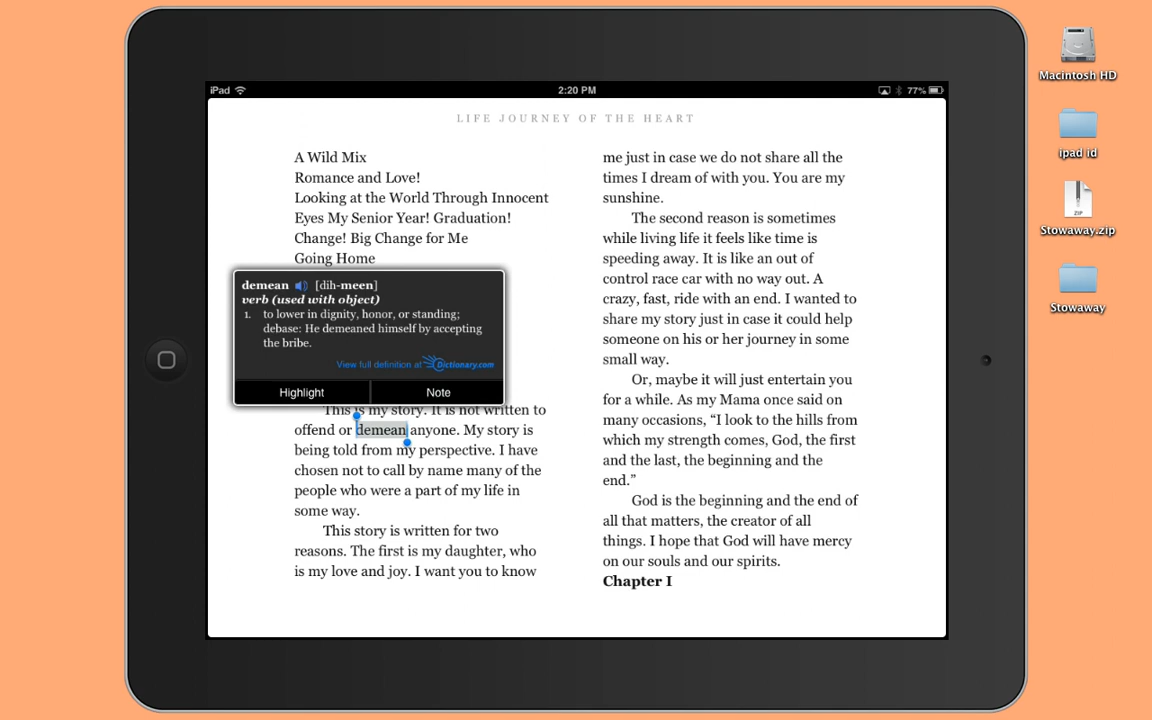 iPad
2:20 PM
77%
LIFE JOURNEY OF THE HEART
A Wild Mix
Romance and Love!
Looking at the World Through Innocent
Eyes My Senior Year! Graduation!
Change! Big Change for Me
Going Home
demean [dih-meen]
verb (used with object)
1. to lower in dignity, honor, or standing;
debase: He demeaned himself by accepting
the bribe.
View full definition at Dictionary.com
Highlight
Note
This is my story. It is not written to
offend or demean anyone. My story is
being told from my perspective. I have
chosen not to call by name many of the
people who were a part of my life in
some way.
This story is written for two
reasons. The first is my daughter, who
is my love and joy. I want you to know
me just in case we do not share all the
times I dream of with you. You are my
sunshine.
The second reason is sometimes
while living life it feels like time is
speeding away. It is like an out of
control race car with no way out. A
crazy, fast, ride with an end. I wanted to
share my story just in case it could help
someone on his or her journey in some
small way.
Or, maybe it will just entertain you
for a while. As my Mama once said on
many occasions, “I look to the hills from
which my strength comes, God, the first
and the last, the beginning and the
end.”
God is the beginning and the end of
all that matters, the creator of all
things. I hope that God will have mercy
on our souls and our spirits.
Chapter I
Macintosh HD
ipad id
ZIP
Stowaway.zip
Stowaway